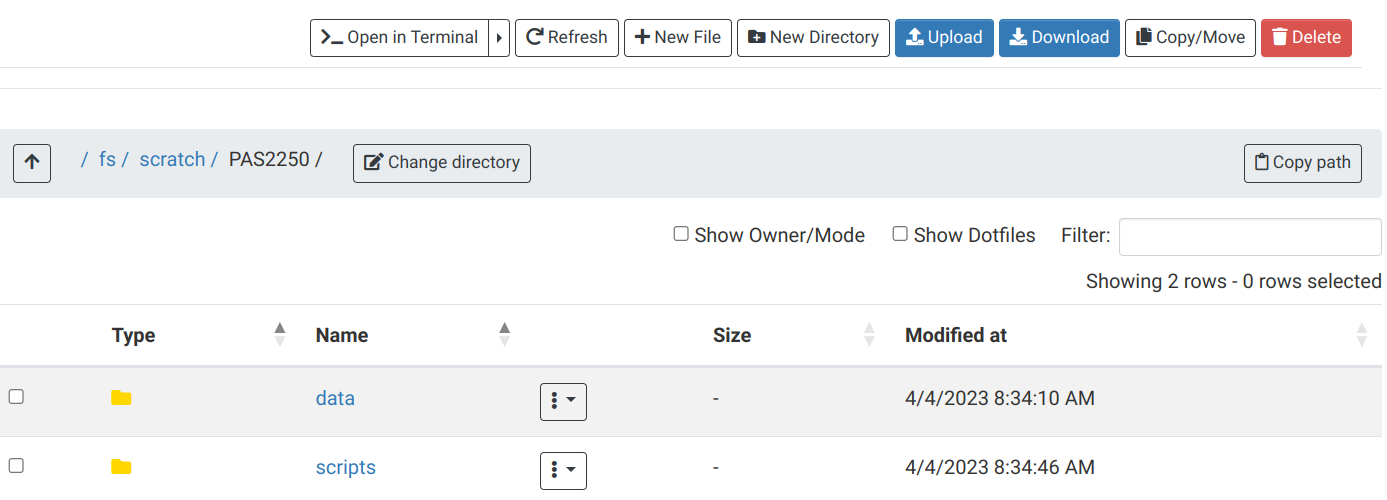 Open in Terminal Refresh New File New Directory Upload Download Copy/Move Delete
/ fs / scratch / PAS2250 / Change directory Copy path
Show Owner/Mode Show Dotfiles Filter:
Showing 2 rows - 0 rows selected
Type Name Size Modified at
data - 4/4/2023 8:34:10 AM
scripts - 4/4/2023 8:34:46 AM